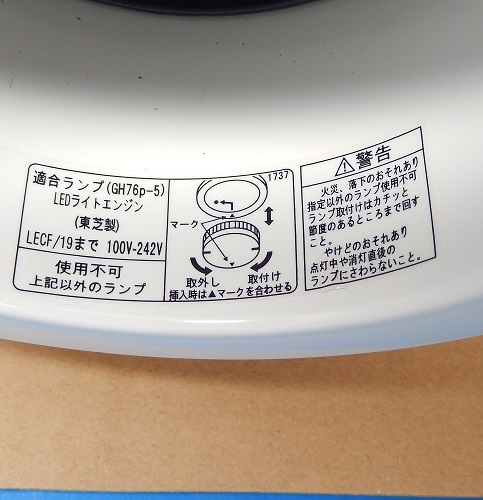 適合ランプ(GH76p-5)
LEDライトエンジン
(東芝製)
LECF/19まで 100V-242V
使用不可
上記以外のランプ
1737
マーク
取外し
取付け
挿入時は▲マークを合わせる
⚠警告
火災、落下のおそれあり
指定以外のランプ使用不可
ランプ取付けはカチッと
節度のあるところまで回す
こと。
やけどのおそれあり
点灯中や消灯直後の
ランプにさわらないこと。